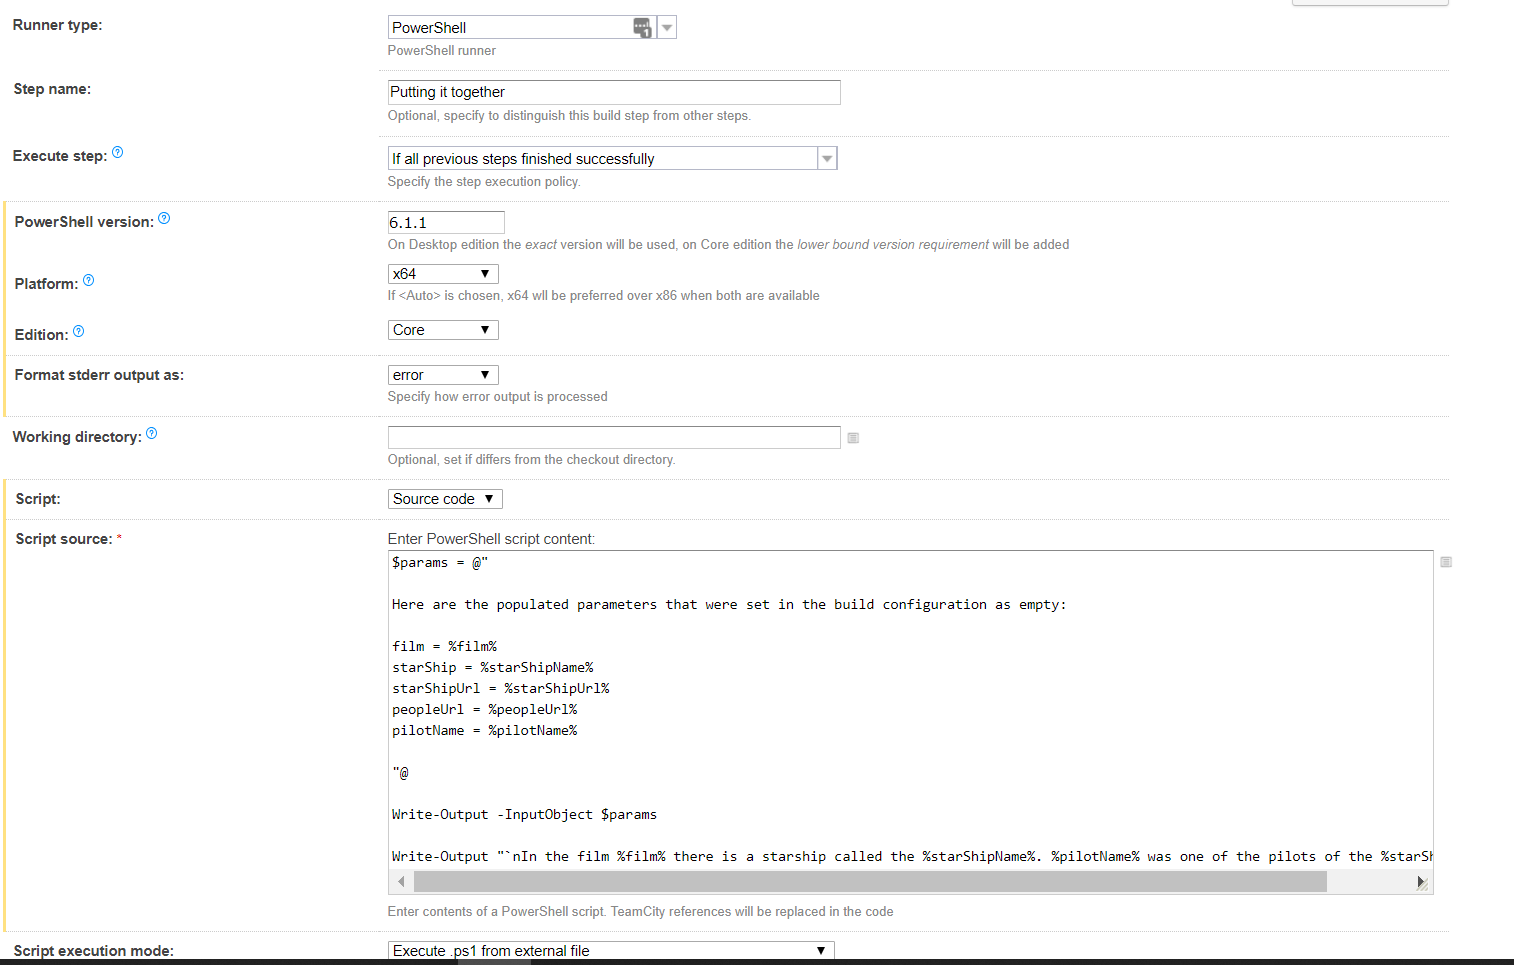 Runner type:
PowerShell
PowerShell runner
Step name:
Putting it together
Optional, specify to distinguish this build step from other steps.
Execute step: ?
If all previous steps finished successfully
Specify the step execution policy.
PowerShell version: ?
6.1.1
On Desktop edition the exact version will be used, on Core edition the lower bound version requirement will be added
Platform: ?
x64
If <Auto> is chosen, x64 wll be preferred over x86 when both are available
Edition: ?
Core
Format stderr output as:
error
Specify how error output is processed
Working directory: ?
Optional, set if differs from the checkout directory.
Script:
Source code
Script source: *
Enter PowerShell script content:
$params = @"
Here are the populated parameters that were set in the build configuration as empty:
film = %film%
starShip = %starShipName%
starShipUrl = %starShipUrl%
peopleUrl = %peopleUrl%
pilotName = %pilotName%
"@
Write-Output -InputObject $params
Write-Output "`nIn the film %film% there is a starship called the %starShipName%. %pilotName% was one of the pilots of the %starSh
Enter contents of a PowerShell script. TeamCity references will be replaced in the code
Script execution mode:
Execute .ps1 from external file